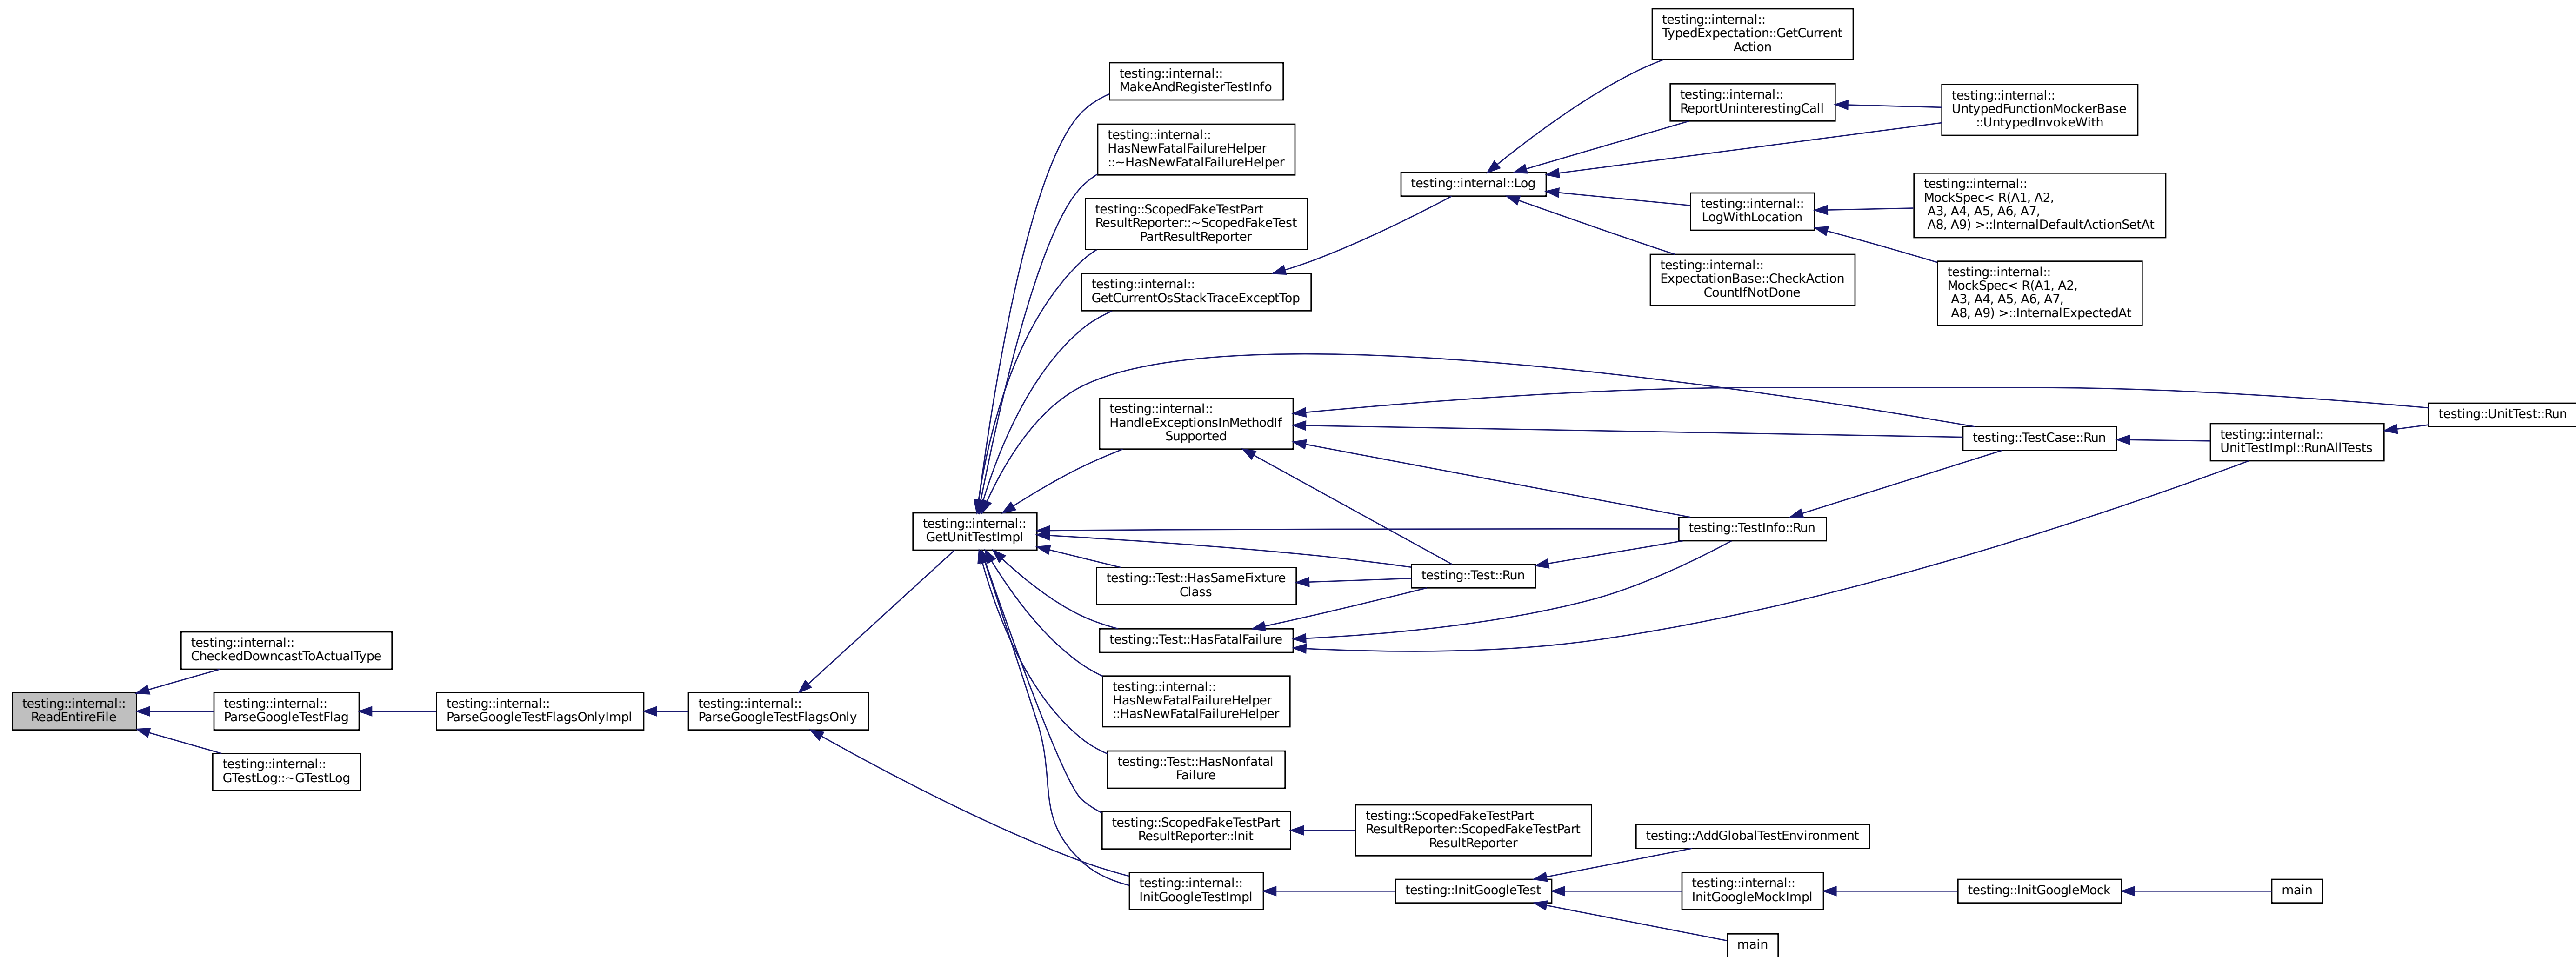 testing::internal::
TypedExpectation::GetCurrent
Action
testing::internal::
MakeAndRegisterTestInfo
testing::internal::
ReportUninterestingCall
testing::internal::
UntypedFunctionMockerBase
::UntypedInvokeWith
testing::internal::
HasNewFatalFailureHelper
::~HasNewFatalFailureHelper
testing::internal::Log
testing::internal::
LogWithLocation
testing::internal::
MockSpec< R(A1, A2,
A3, A4, A5, A6, A7,
A8, A9) >::InternalDefaultActionSetAt
testing::ScopedFakeTestPart
ResultReporter::~ScopedFakeTest
PartResultReporter
testing::internal::
GetCurrentOsStackTraceExceptTop
testing::internal::
ExpectationBase::CheckAction
CountIfNotDone
testing::internal::
MockSpec< R(A1, A2,
A3, A4, A5, A6, A7,
A8, A9) >::InternalExpectedAt
testing::internal::
HandleExceptionsInMethodIf
Supported
testing::TestCase::Run
testing::internal::
UnitTestImpl::RunAllTests
testing::UnitTest::Run
testing::internal::
GetUnitTestImpl
testing::TestInfo::Run
testing::Test::HasSameFixture
Class
testing::Test::Run
testing::Test::HasFatalFailure
testing::internal::
CheckedDowncastToActualType
testing::internal::
ReadEntireFile
testing::internal::
ParseGoogleTestFlag
testing::internal::
ParseGoogleTestFlagsOnlyImpl
testing::internal::
ParseGoogleTestFlagsOnly
testing::internal::
HasNewFatalFailureHelper
::HasNewFatalFailureHelper
testing::internal::
GTestLog::~GTestLog
testing::Test::HasNonfatal
Failure
testing::ScopedFakeTestPart
ResultReporter::Init
testing::ScopedFakeTestPart
ResultReporter::ScopedFakeTestPart
ResultReporter
testing::AddGlobalTestEnvironment
testing::internal::
InitGoogleTestImpl
testing::InitGoogleTest
testing::internal::
InitGoogleMockImpl
testing::InitGoogleMock
main
main